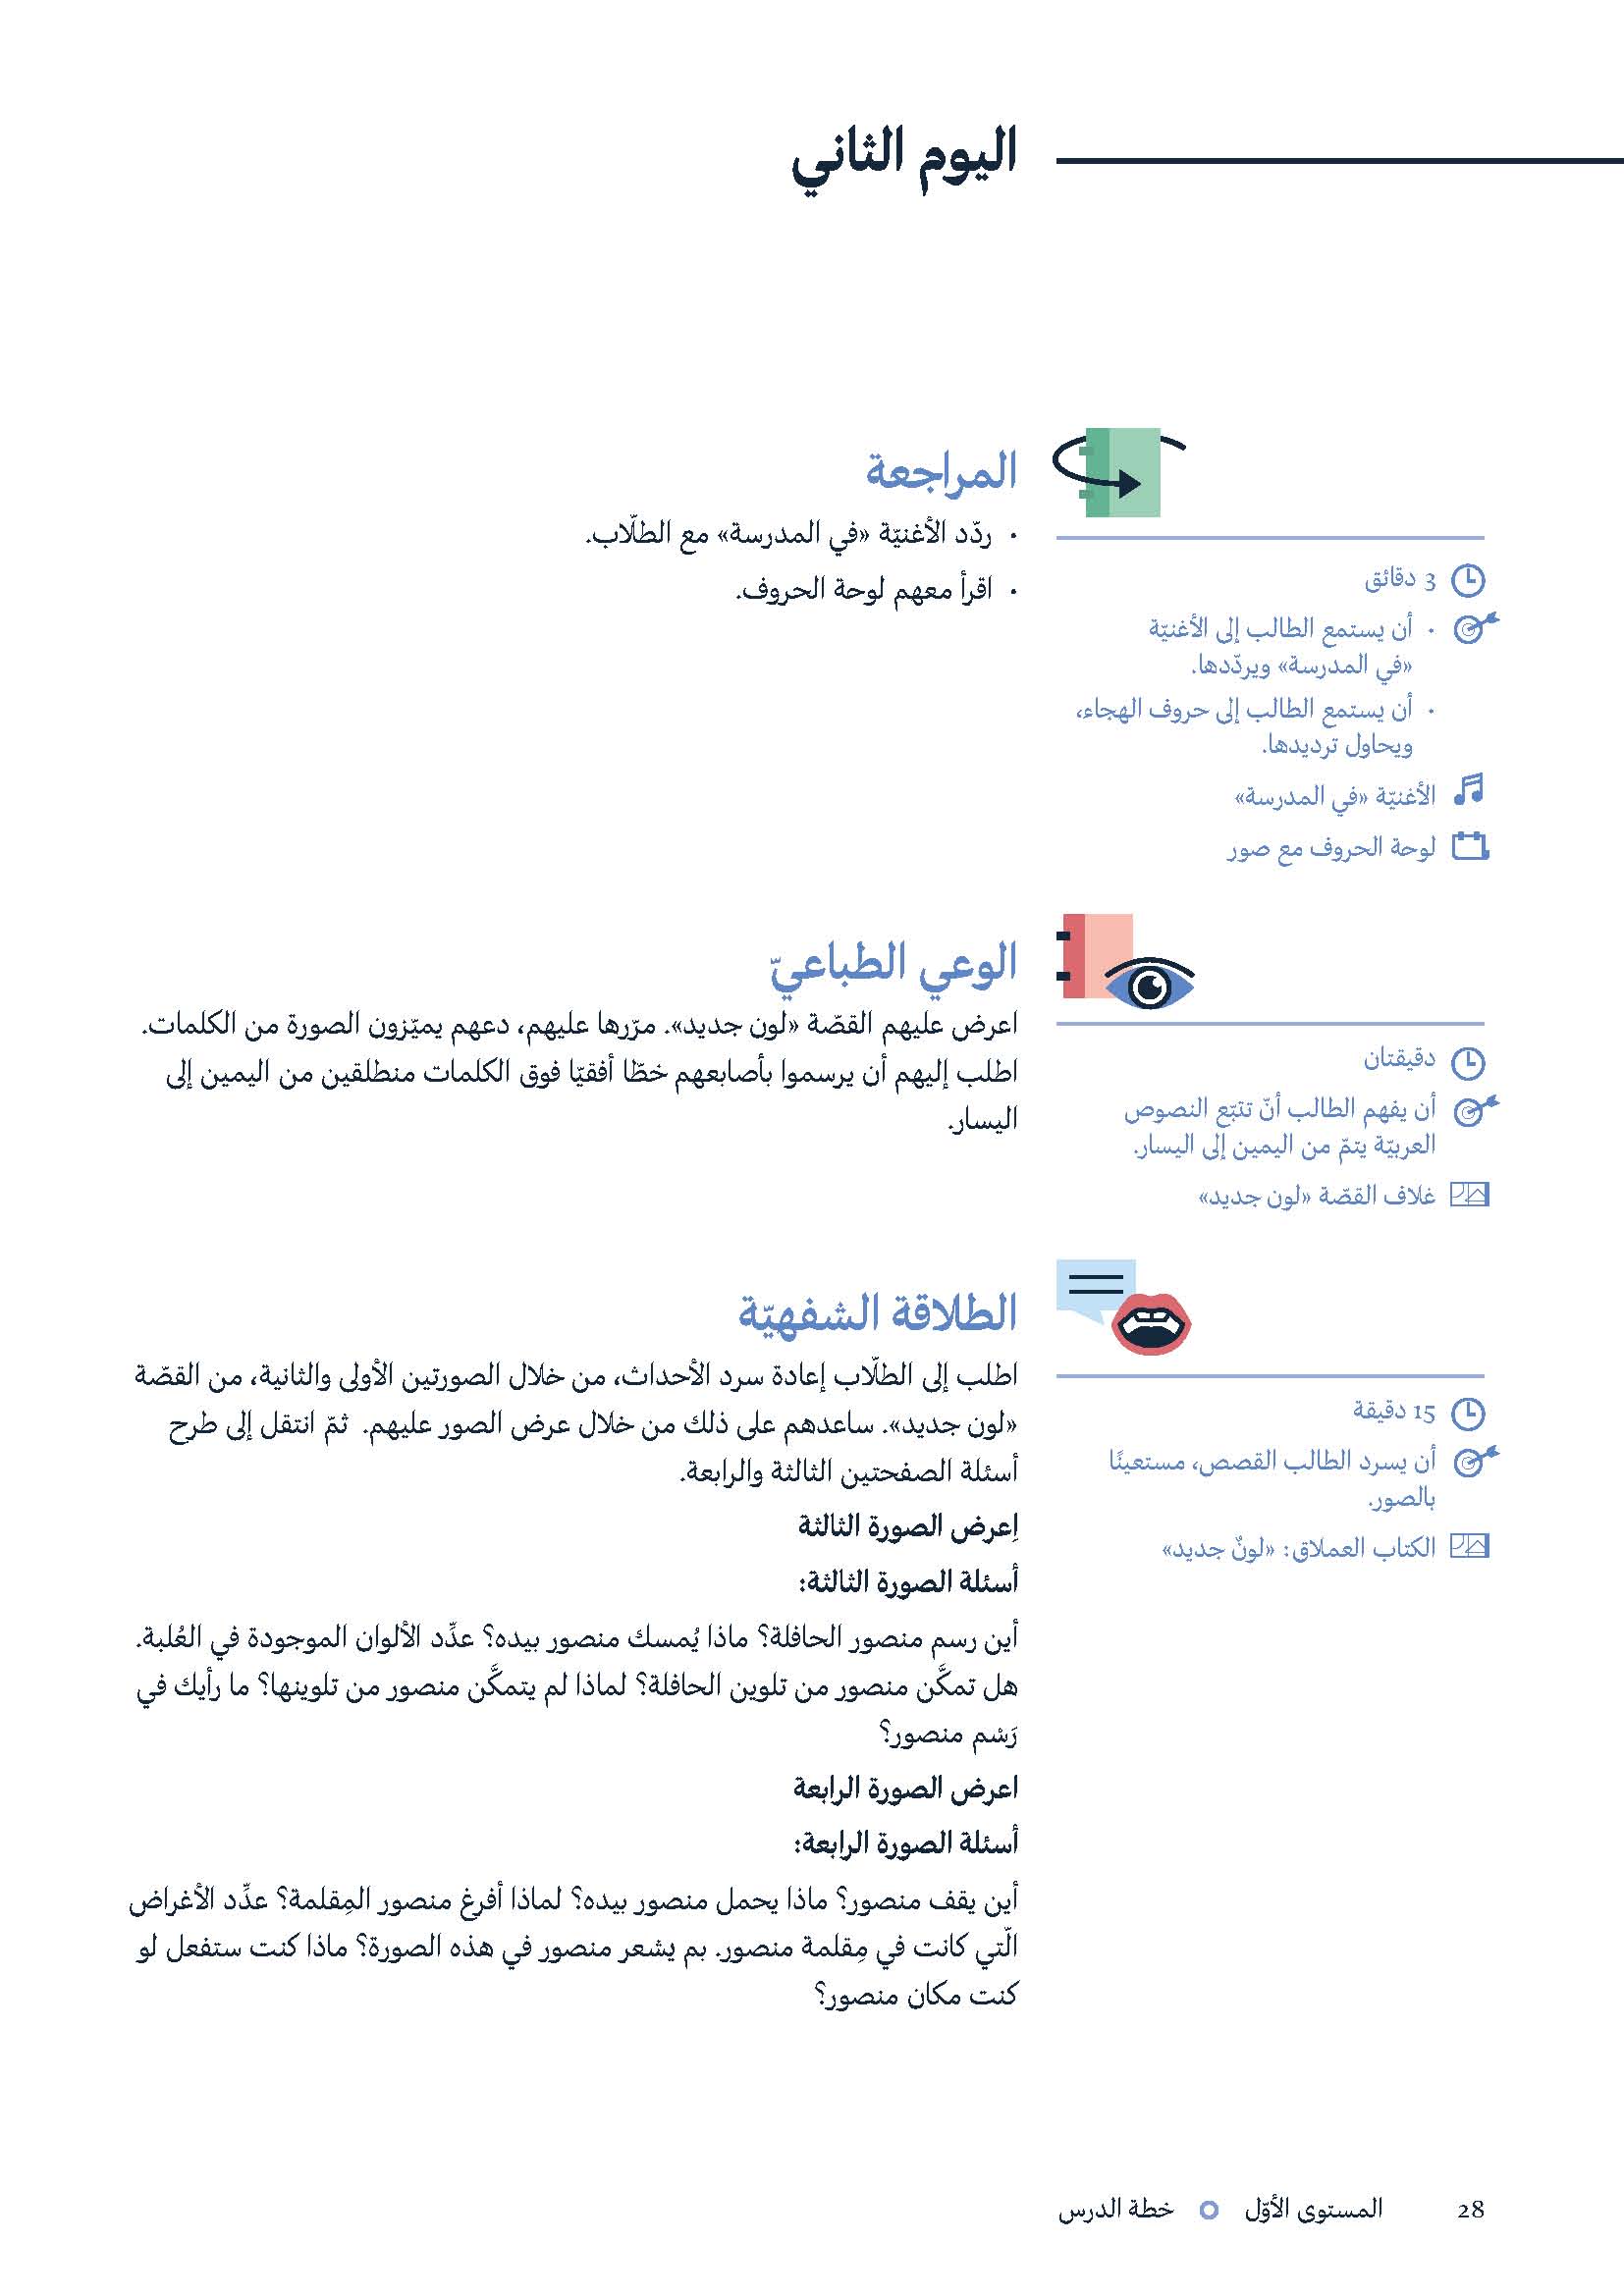 اليوم الثاني
المراجعة
• ردّد الأغنيّة «في المدرسة» مع الطلّاب.
• اقرأ معهم لوحة الحروف.
3 دقائق
• أن يستمع الطالب إلى الأغنيّة
«في المدرسة» ويردّدها.
• أن يستمع الطالب إلى حروف الهجاء،
ويحاول ترديدها.
الأغنيّة «في المدرسة»
لوحة الحروف مع صور
الوعي الطباعيّ
اعرض عليهم القصّة «لون جديد». مرّرها عليهم، دعهم يميّزون الصورة من الكلمات.
اطلب إليهم أن يرسموا بأصابعهم خطّا أفقيّا فوق الكلمات منطلقين من اليمين إلى
اليسار.
دقيقتان
أن يفهم الطالب أنّ تتبّع النصوص
العربيّة يتمّ من اليمين إلى اليسار.
غلاف القصّة «لون جديد»
الطلاقة الشفهيّة
اطلب إلى الطلّاب إعادة سرد الأحداث، من خلال الصورتين الأولى والثانية، من القصّة
«لون جديد». ساعدهم على ذلك من خلال عرض الصور عليهم. ثمّ انتقل إلى طرح
أسئلة الصفحتين الثالثة والرابعة.
إعرض الصورة الثالثة
أسئلة الصورة الثالثة:
أين رسم منصور الحافلة؟ ماذا يُمسك منصور بيده؟ عدِّد الألوان الموجودة في العُلبة.
هل تمكَّن منصور من تلوين الحافلة؟ لماذا لم يتمكَّن منصور من تلوينها؟ ما رأيك في
رَسْم منصور؟
اعرض الصورة الرابعة
أسئلة الصورة الرابعة:
أين يقف منصور؟ ماذا يحمل منصور بيده؟ لماذا أفرغ منصور المِقلمة؟ عدِّد الأغراض
الّتي كانت في مِقلمة منصور. بم يشعر منصور في هذه الصورة؟ ماذا كنت ستفعل لو
كنت مكان منصور؟
15 دقيقة
أن يسرد الطالب القصص، مستعينًا
بالصور.
الكتاب العملاق: «لونٌ جديد»
28 المستوى الأوّل خطة الدرس